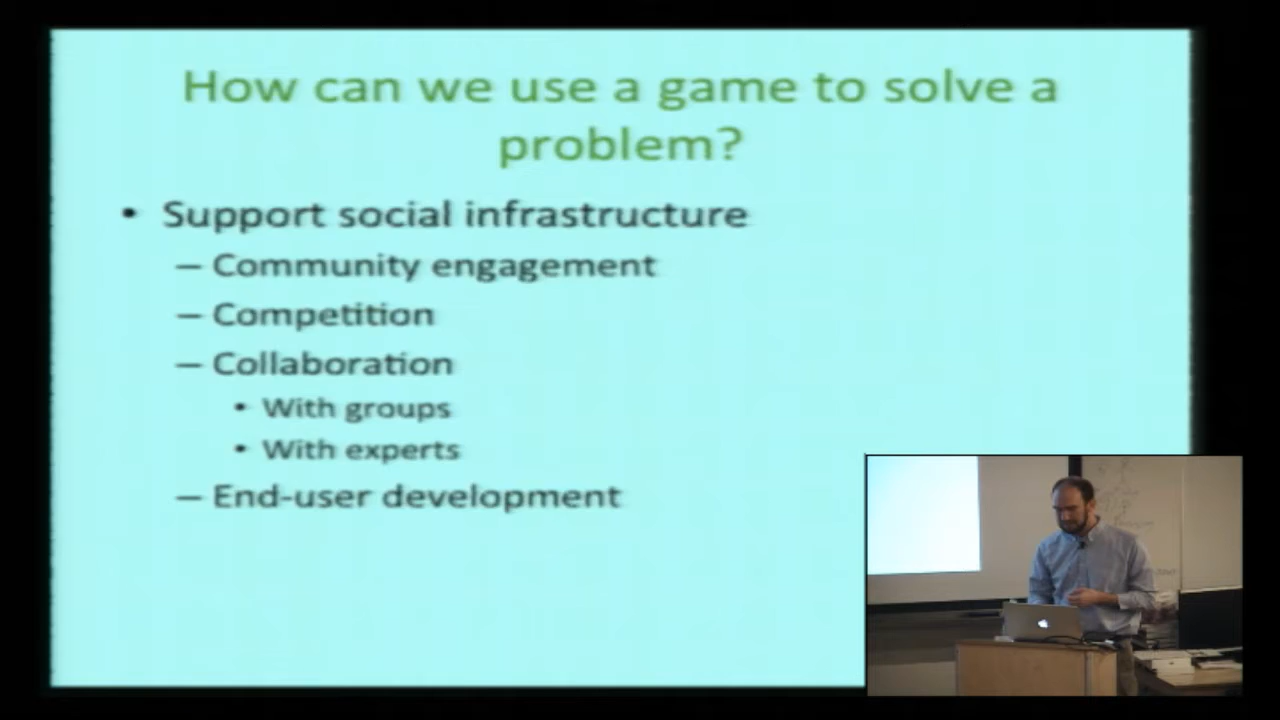 How can we use a game to solve a
problem?
• Support social infrastructure
– Community engagement
– Competition
– Collaboration
• With groups
• With experts
– End-user development